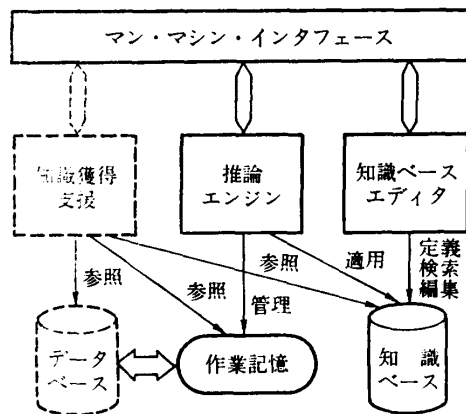 マン・マシン・インタフェース
知識獲得
支援
推論
エンジン
知識ベース
エディタ
参照
参照
管理
参照
適用
定義
検索
編集
データ
ベース
作業記憶
知識
ベース